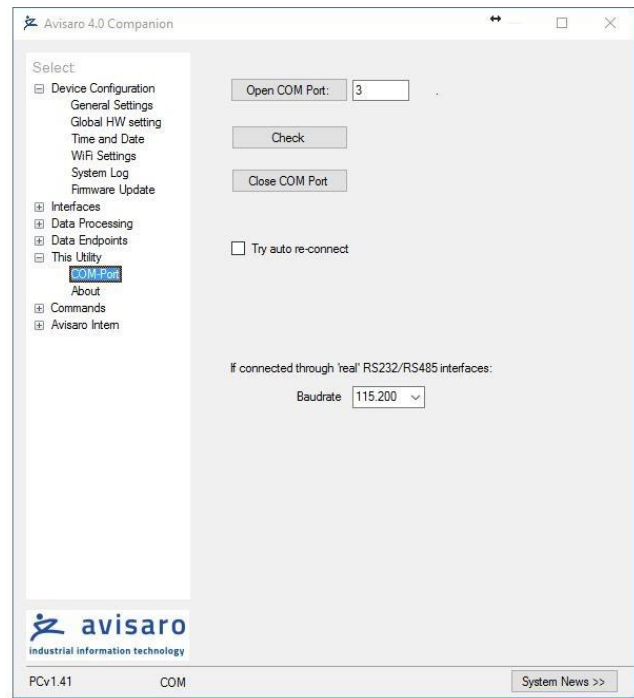 Avisaro 4.0 Companion
Select
Device Configuration
General Settings
Global HW setting
Time and Date
WiFi Settings
System Log
Firmware Update
Interfaces
Data Processing
Data Endpoints
This Utility
COM-Port
About
Commands
Avisaro Intern
Open COM Port: 3 .
Check
Close COM Port
Try auto re-connect
If connected through 'real' RS232/RS485 interfaces:
Baudrate 115.200
avisaro
industrial information technology
PCv1.41 COM System News >>